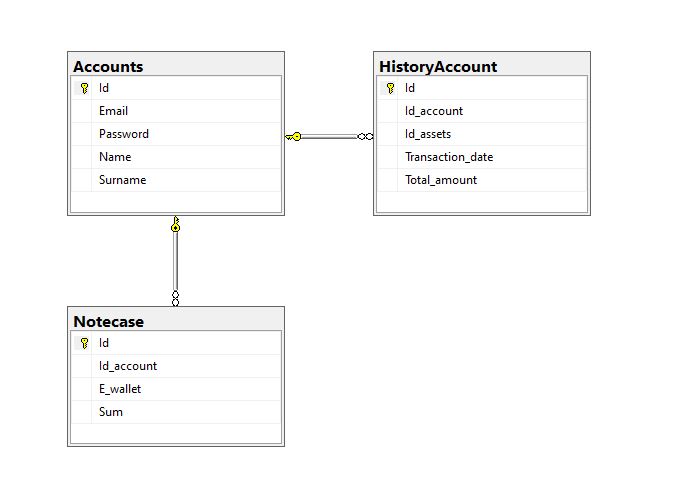 Accounts
Id
Email
Password
Name
Surname
HistoryAccount
Id
Id_account
Id_assets
Transaction_date
Total_amount
Notecase
Id
Id_account
E_wallet
Sum